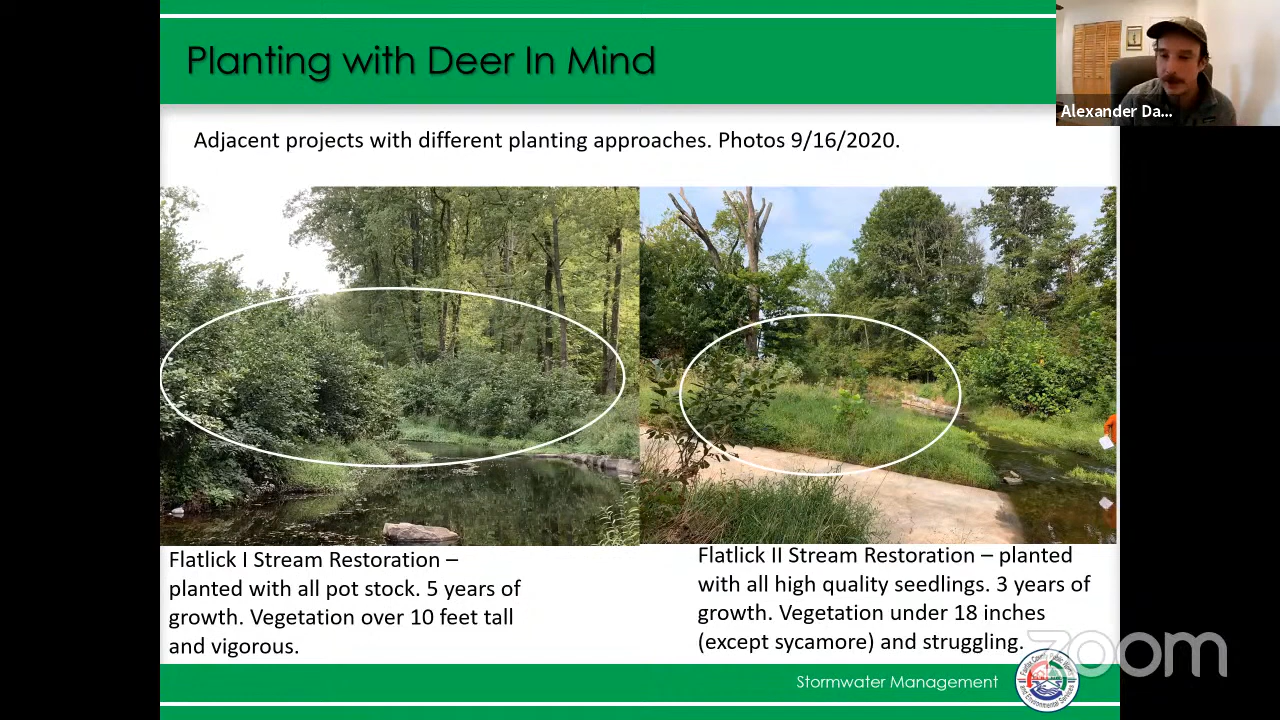 Planting with Deer In Mind
Alexander Da...
Adjacent projects with different planting approaches. Photos 9/16/2020.
Flatlick I Stream Restoration –
planted with all pot stock. 5 years of
growth. Vegetation over 10 feet tall
and vigorous.
Flatlick II Stream Restoration – planted
with all high quality seedlings. 3 years of
growth. Vegetation under 18 inches
(except sycamore) and struggling.
zoom
Stormwater Management